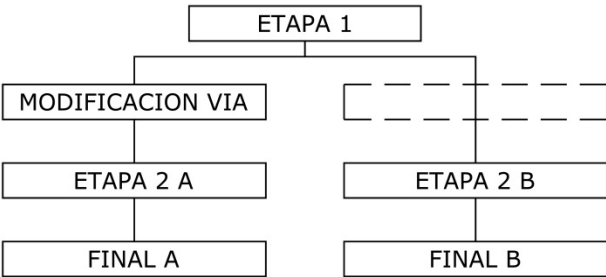 ETAPA 1
MODIFICACION VIA
ETAPA 2 A
ETAPA 2 B
FINAL A
FINAL B